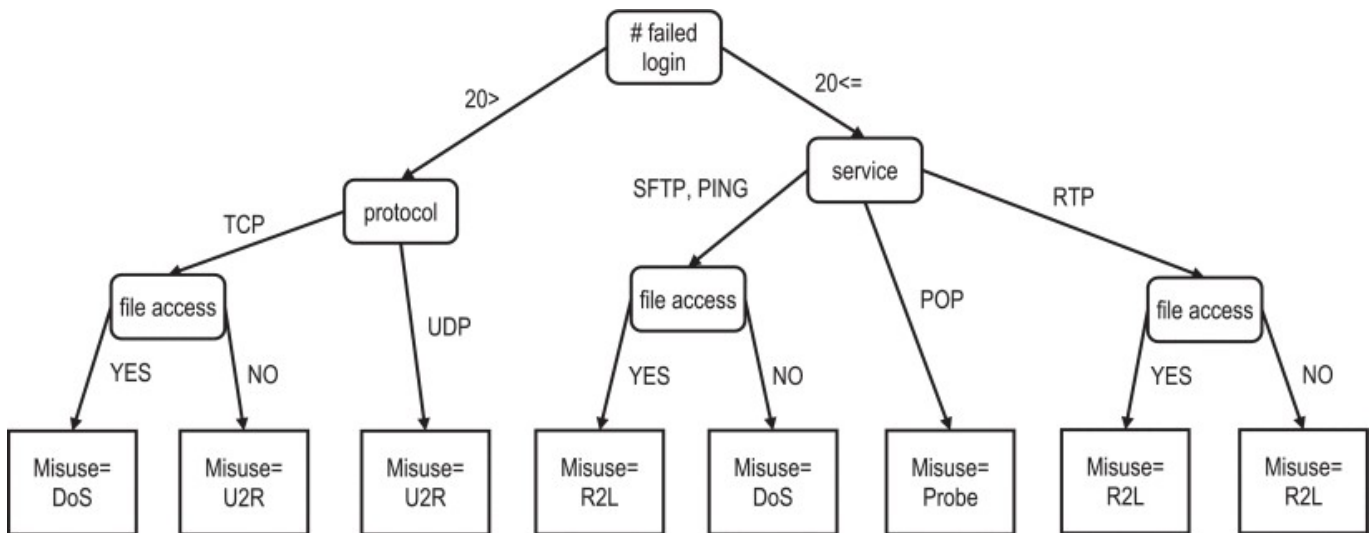 # failed
login
20>
20<=
service
SFTP, PING
RTP
protocol
TCP
file access
file access
file access
UDP
POP
YES
NO
YES
NO
YES
NO
Misuse=
DoS
Misuse=
U2R
Misuse=
U2R
Misuse=
R2L
Misuse=
DoS
Misuse=
Probe
Misuse=
R2L
Misuse=
R2L